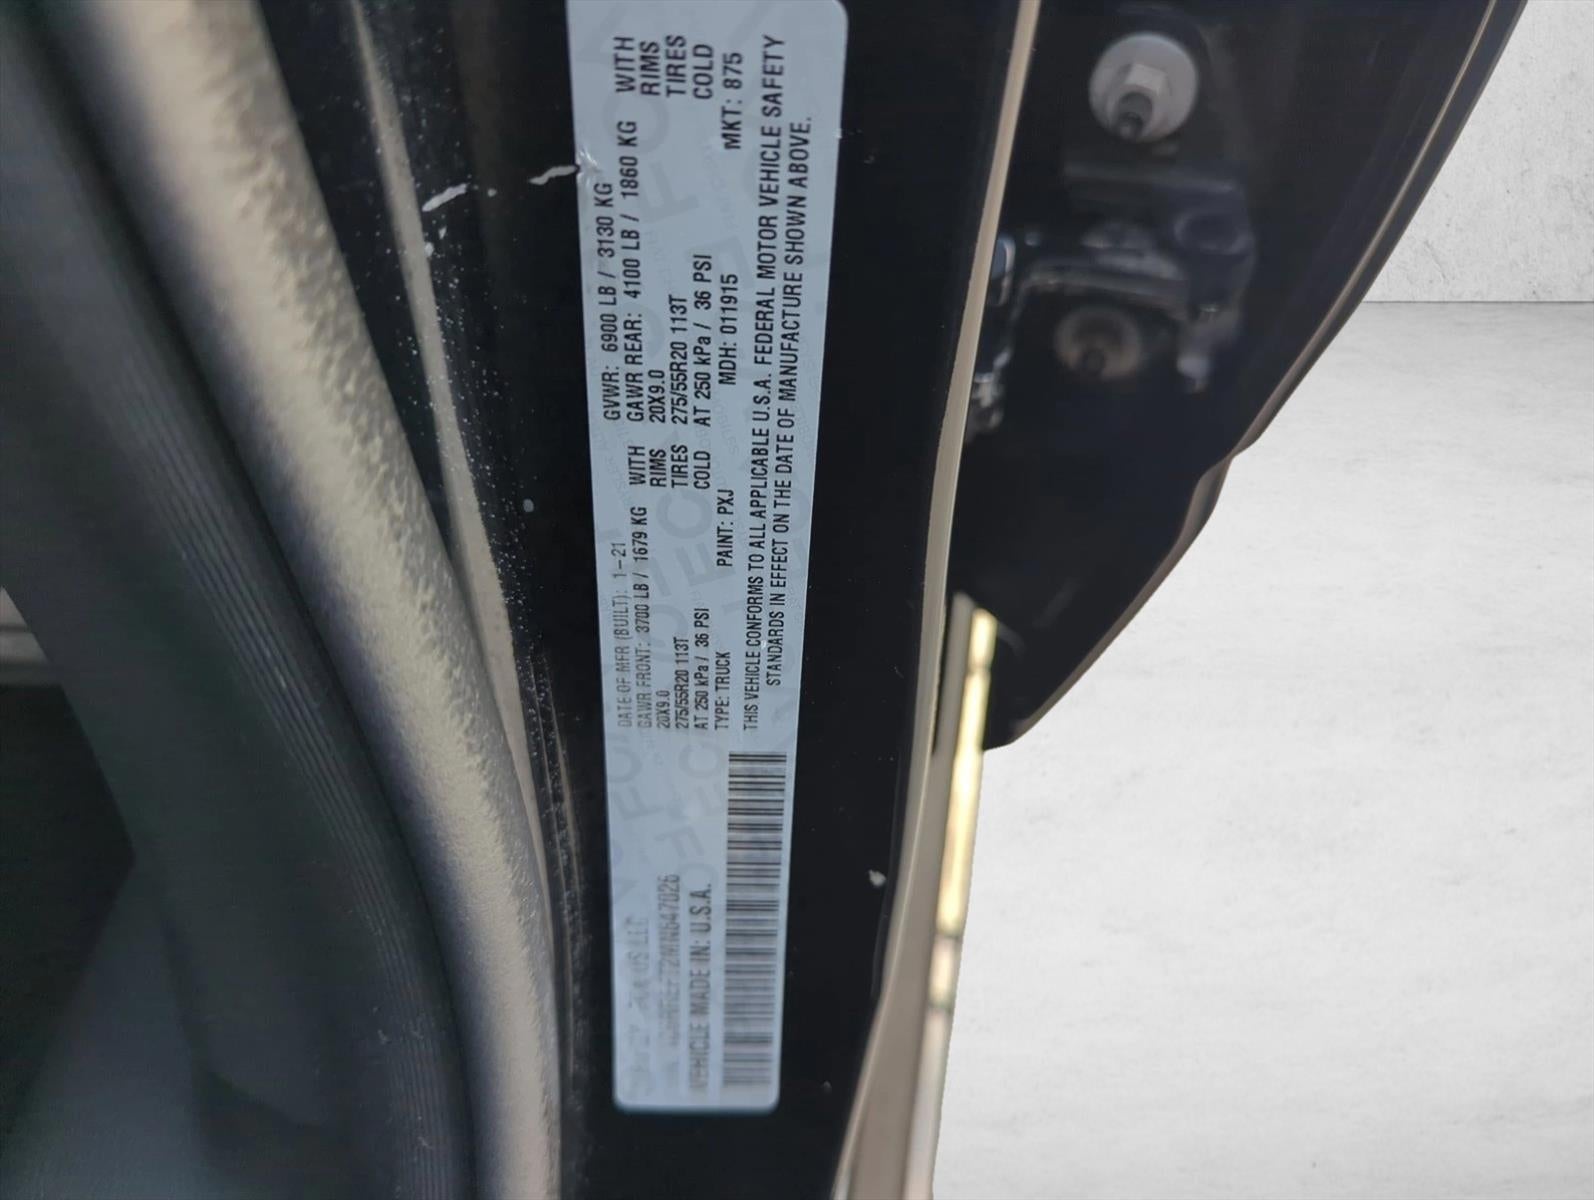 US LLC
DATE OF MFR (BUILT): 1-21 GVWR: 6900 LB / 3130 KG
GAWR FRONT: 3700 LB / 1679 KG WITH GAWR REAR: 4100 LB / 1860 KG WITH
20X9.0 RIMS 20X9.0 RIMS
275/55R20 113T TIRES 275/55R20 113T TIRES
AT 250 kPa / 36 PSI COLD AT 250 kPa / 36 PSI COLD
TYPE: TRUCK PAINT: PXJ MDH: 011915 MKT: 875
THIS VEHICLE CONFORMS TO ALL APPLICABLE U.S.A. FEDERAL MOTOR VEHICLE SAFETY
STANDARDS IN EFFECT ON THE DATE OF MANUFACTURE SHOWN ABOVE.
VEHICLE MADE IN: U.S.A.